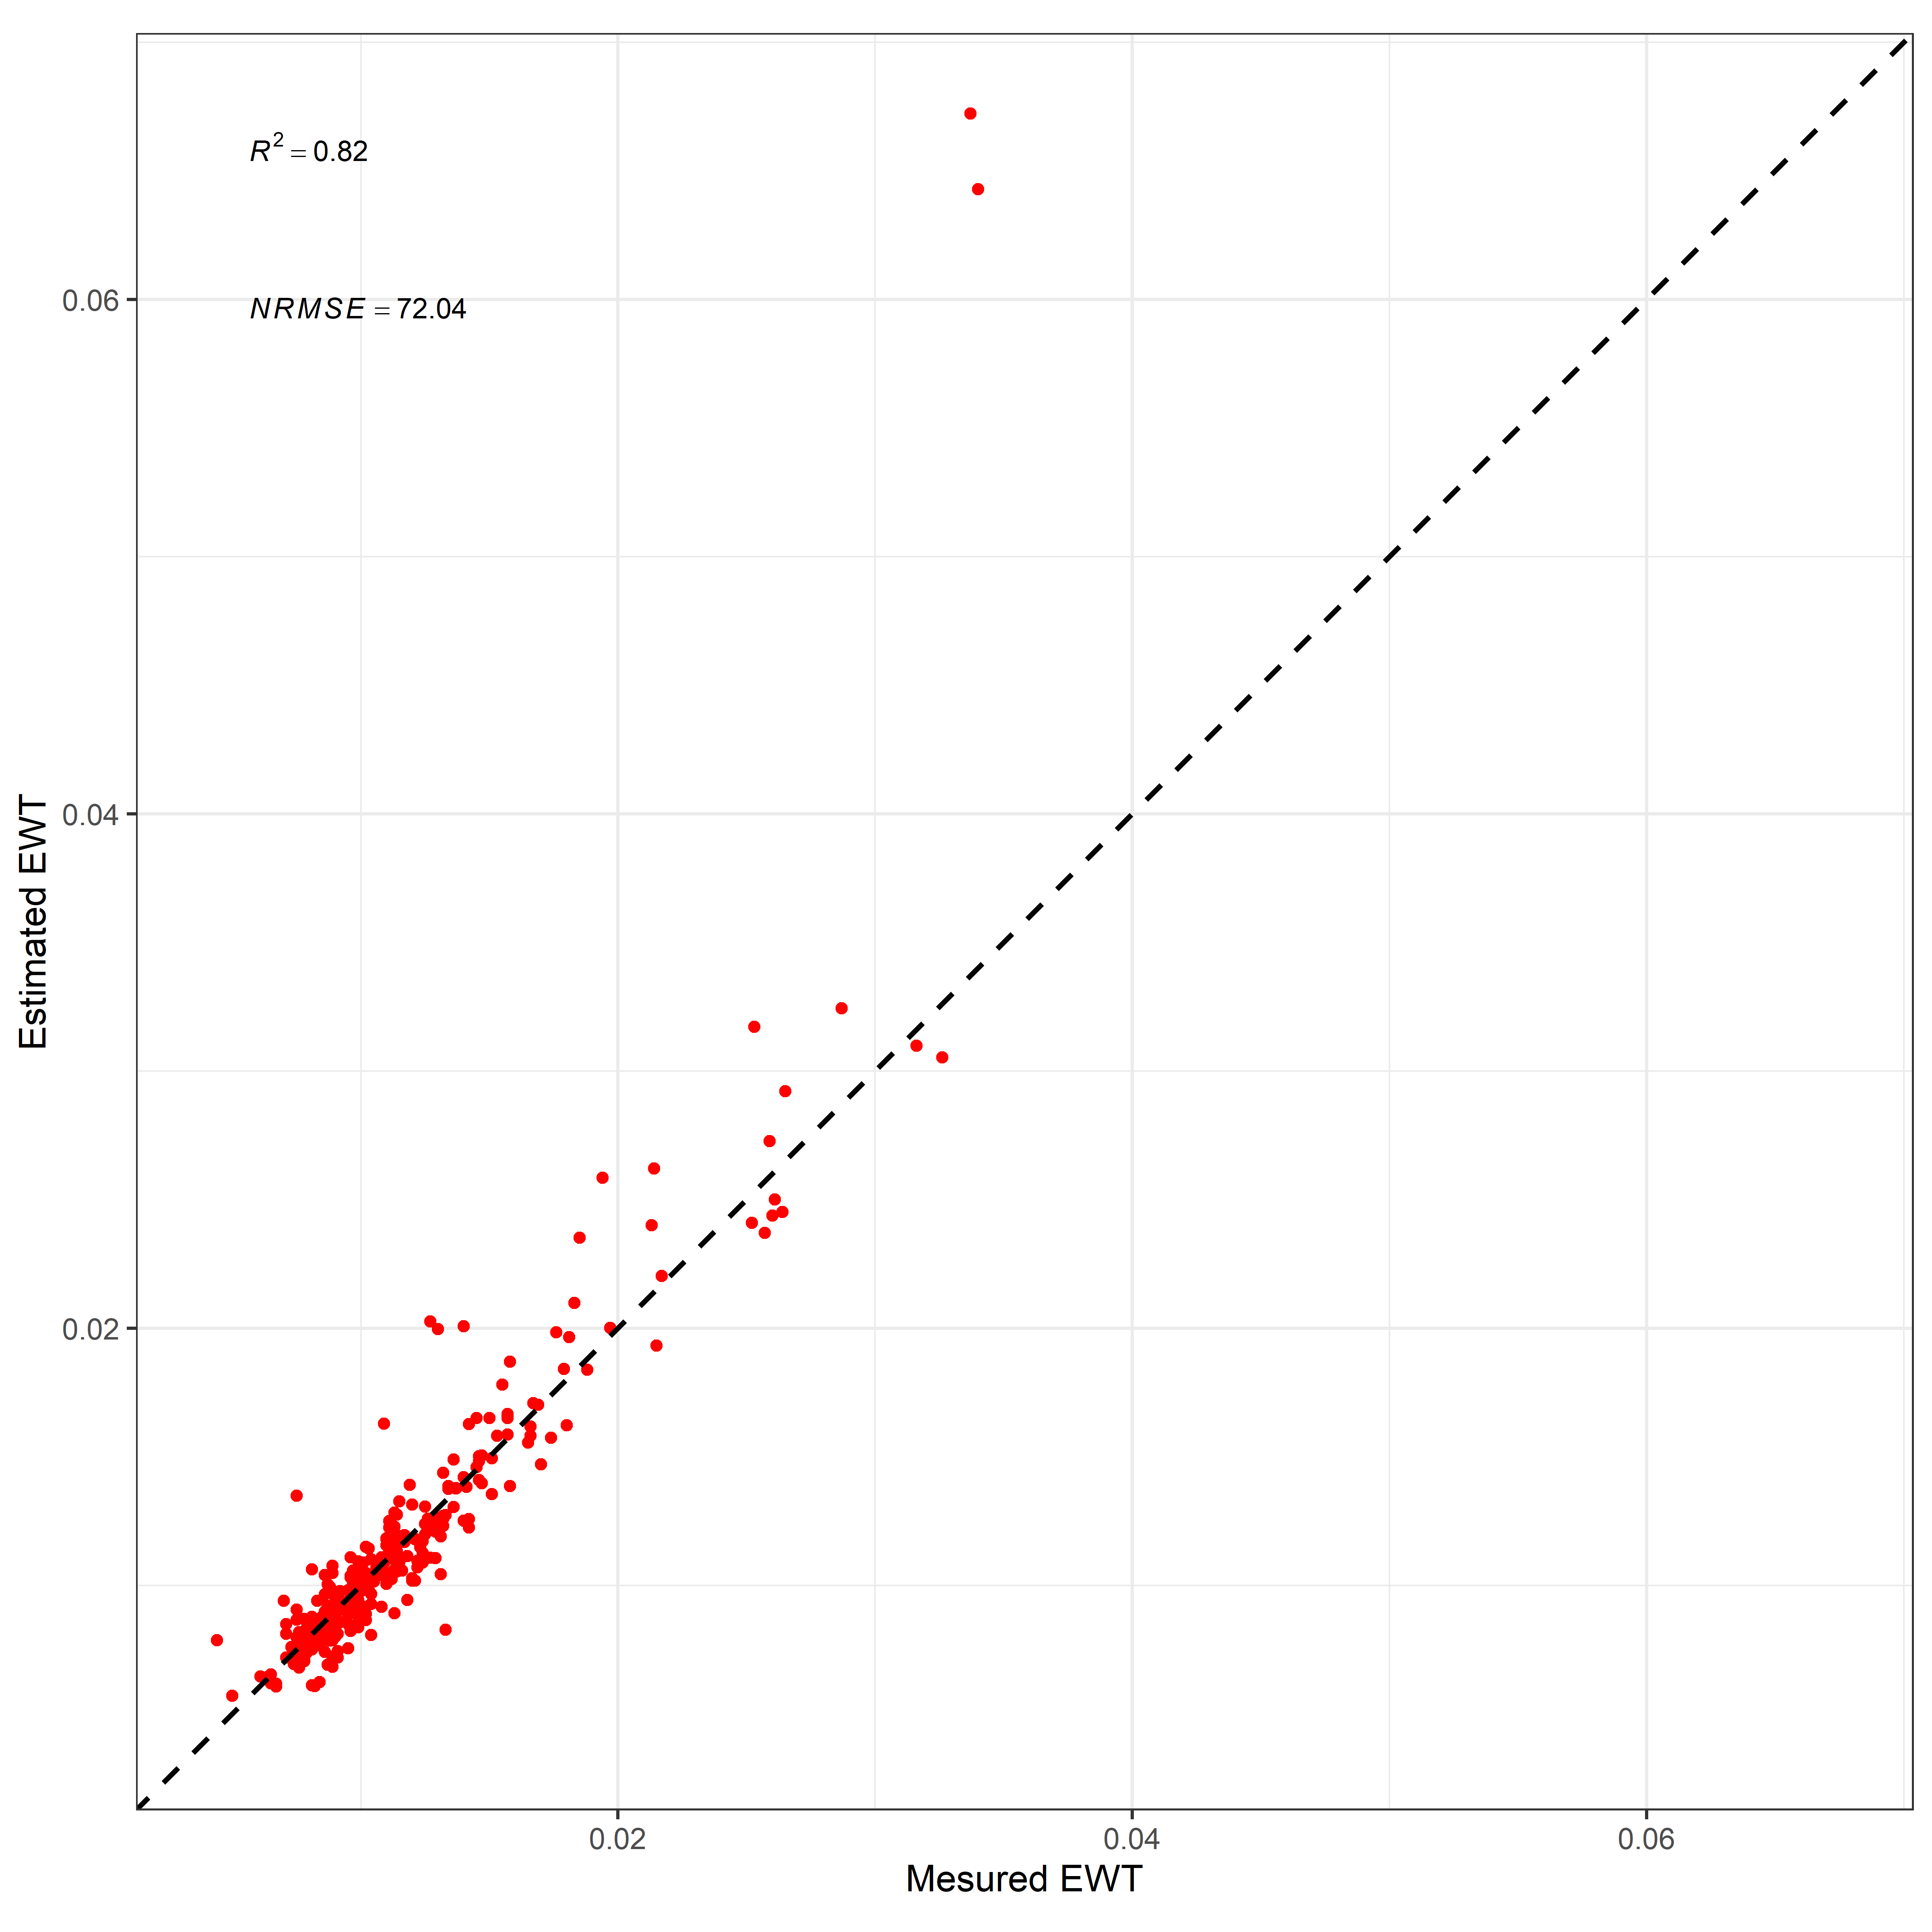 R² = 0.82
NRMSE = 72.04
0.06
0.04
0.02
Estimated EWT
0.02 0.04 0.06
Mesured EWT